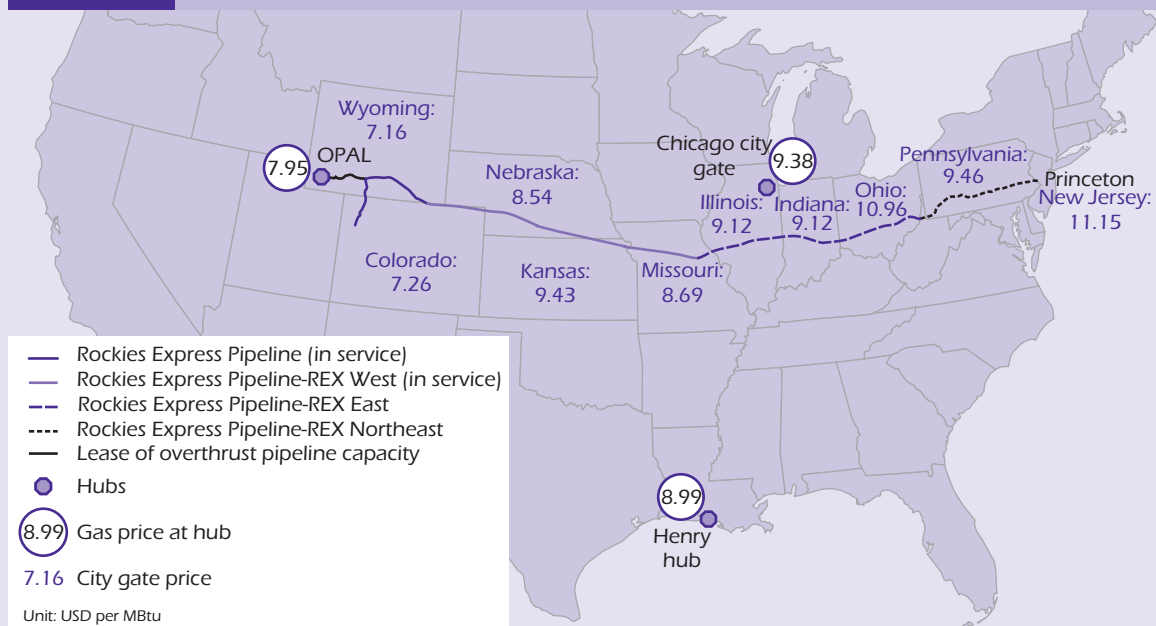 Wyoming:
7.16
7.95
OPAL
Nebraska:
8.54
Colorado:
7.26
Kansas:
9.43
Missouri:
8.69
Chicago city
gate
9.38
Illinois:
9.12
Indiana:
9.12
Ohio:
10.96
Pennsylvania:
9.46
Princeton
New Jersey:
11.15
8.99
Henry
hub
Rockies Express Pipeline (in service)
Rockies Express Pipeline-REX West (in service)
Rockies Express Pipeline-REX East
Rockies Express Pipeline-REX Northeast
Lease of overthrust pipeline capacity
Hubs
8.99 Gas price at hub
7.16 City gate price
Unit: USD per MBtu